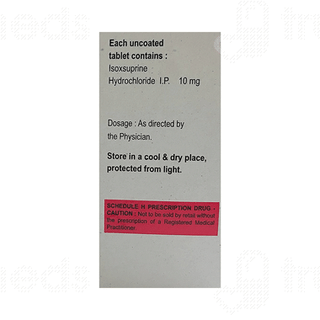 Each uncoated
tablet contains :
Isoxsuprine
Hydrochloride I.P. 10 mg
Dosage : As directed by
the Physician.
Store in a cool & dry place,
protected from light.
SCHEDULE H PRESCRIPTION DRUG -
CAUTION : Not to be sold by retail without
the prescription of a Registered Medical
Practitioner.